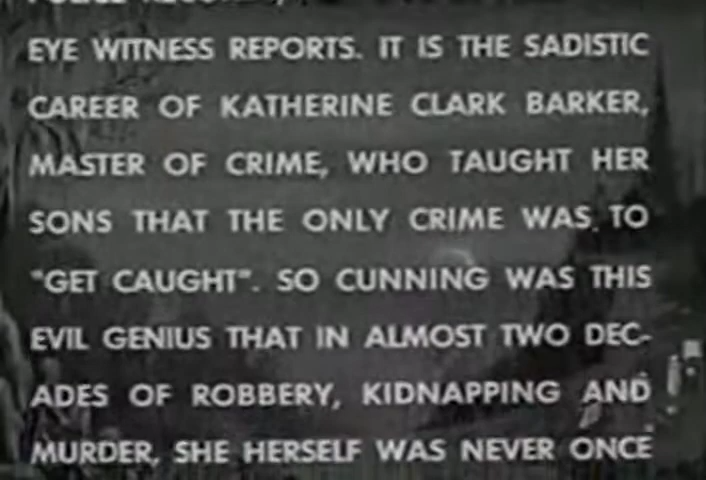 EYE WITNESS REPORTS. IT IS THE SADISTIC
CAREER OF KATHERINE CLARK BARKER,
MASTER OF CRIME, WHO TAUGHT HER
SONS THAT THE ONLY CRIME WAS TO
"GET CAUGHT". SO CUNNING WAS THIS
EVIL GENIUS THAT IN ALMOST TWO DEC-
ADES OF ROBBERY, KIDNAPPING AND
MURDER, SHE HERSELF WAS NEVER ONCE